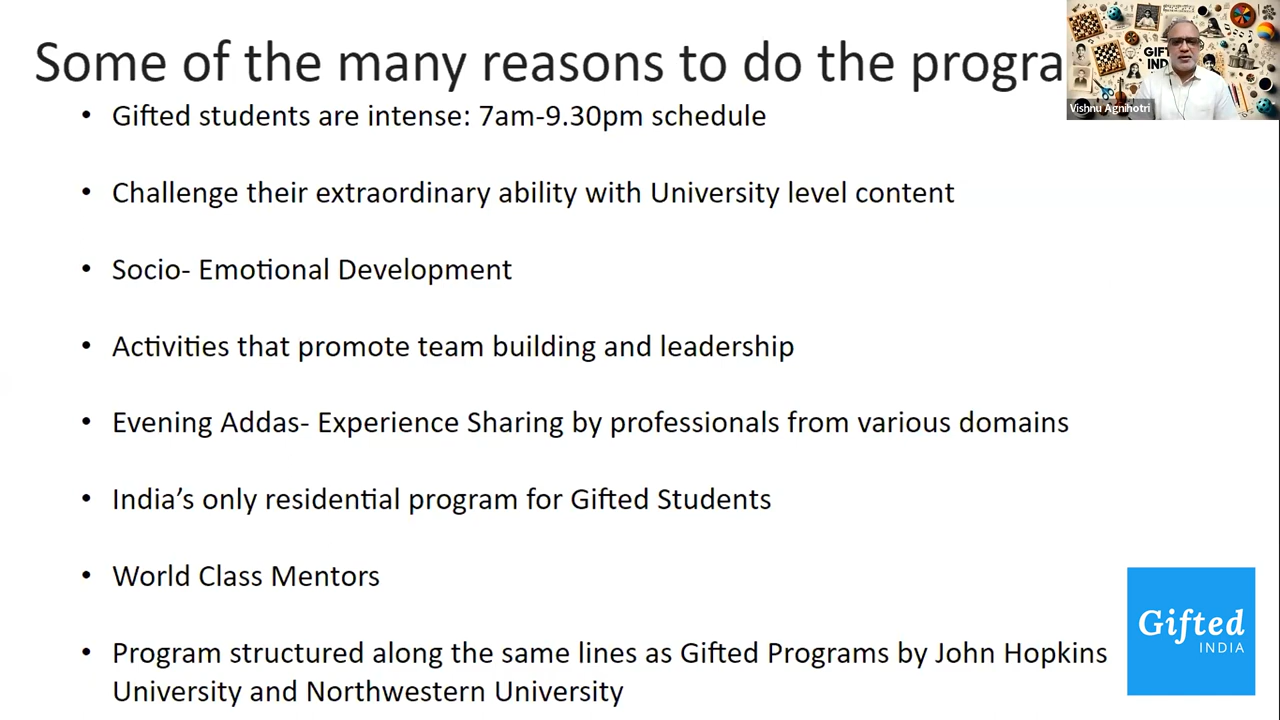 Some of the many reasons to do the progra
• Gifted students are intense: 7am-9.30pm schedule
• Challenge their extraordinary ability with University level content
• Socio- Emotional Development
• Activities that promote team building and leadership
• Evening Addas- Experience Sharing by professionals from various domains
• India’s only residential program for Gifted Students
• World Class Mentors
• Program structured along the same lines as Gifted Programs by John Hopkins
University and Northwestern University
Vishnu Agnihotri
Gifted
INDIA